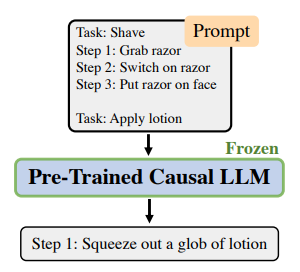 Prompt
Task: Shave
Step 1: Grab razor
Step 2: Switch on razor
Step 3: Put razor on face
Task: Apply lotion
Frozen
Pre-Trained Causal LLM
Step 1: Squeeze out a glob of lotion